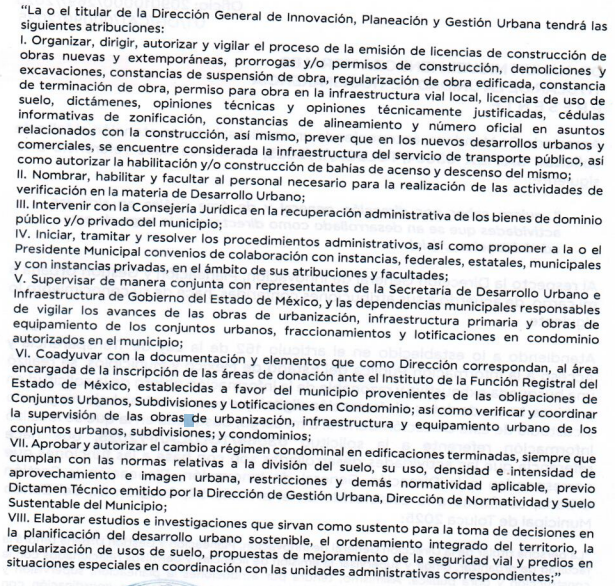 "La o el titular de la Dirección General de Innovación, Planeación y Gestión Urbana tendrá las
siguientes atribuciones:
I. Organizar, dirigir, autorizar y vigilar el proceso de la emisión de licencias de construcción de
obras nuevas y extemporáneas, prorrogas y/o permisos de construcción, demoliciones y
excavaciones, constancias de suspensión de obra, regularización de obra edificada, constancia
de terminación de obra, permiso para obra en la infraestructura vial local, licencias de uso de
suelo, dictámenes, opiniones técnicas y opiniones técnicamente justificadas, cédulas
informativas de zonificación, constancias de alineamiento y número oficial en asuntos
relacionados con la construcción, así mismo, prever que en los nuevos desarrollos urbanos y
comerciales, se encuentre considerada la infraestructura del servicio de transporte público, así
como autorizar la habilitación y/o construcción de bahías de acenso y descenso del mismo;
II. Nombrar, habilitar y facultar al personal necesario para la realización de las actividades de
verificación en la materia de Desarrollo Urbano;
III. Intervenir con la Consejería Jurídica en la recuperación administrativa de los bienes de dominio
público y/o privado del municipio;
IV. Iniciar, tramitar y resolver los procedimientos administrativos, así como proponer a la o el
Presidente Municipal convenios de colaboración con instancias, federales, estatales, municipales
y con instancias privadas, en el ámbito de sus atribuciones y facultades;
V. Supervisar de manera conjunta con representantes de la Secretaría de Desarrollo Urbano e
Infraestructura de Gobierno del Estado de México, y las dependencias municipales responsables
de vigilar los avances de las obras de urbanización, infraestructura primaria y obras de
equipamiento de los conjuntos urbanos, fraccionamientos y lotificaciones en condominio
autorizados en el municipio;
VI. Coadyuvar con la documentación y elementos que como Dirección correspondan, al área
encargada de la inscripción de las áreas de donación ante el Instituto de la Función Registral del
Estado de México, establecidas a favor del municipio provenientes de las obligaciones de
Conjuntos Urbanos, Subdivisiones y Lotificaciones en Condominio; así como verificar y coordinar
la supervisión de las obras de urbanización, infraestructura y equipamiento urbano de los
conjuntos urbanos, subdivisiones; y condominios;
VII. Aprobar y autorizar el cambio a régimen condominal en edificaciones terminadas, siempre que
cumplan con las normas relativas a la división del suelo, su uso, densidad e intensidad de
aprovechamiento e imagen urbana, restricciones y demás normatividad aplicable, previo
Dictamen Técnico emitido por la Dirección de Gestión Urbana, Dirección de Normatividad y Suelo
Sustentable del Municipio;
VIII. Elaborar estudios e investigaciones que sirvan como sustento para la toma de decisiones en
la planificación del desarrollo urbano sostenible, el ordenamiento integrado del territorio, la
regularización de usos de suelo, propuestas de mejoramiento de la seguridad vial y predios en
situaciones especiales en coordinación con las unidades administrativas correspondientes;"